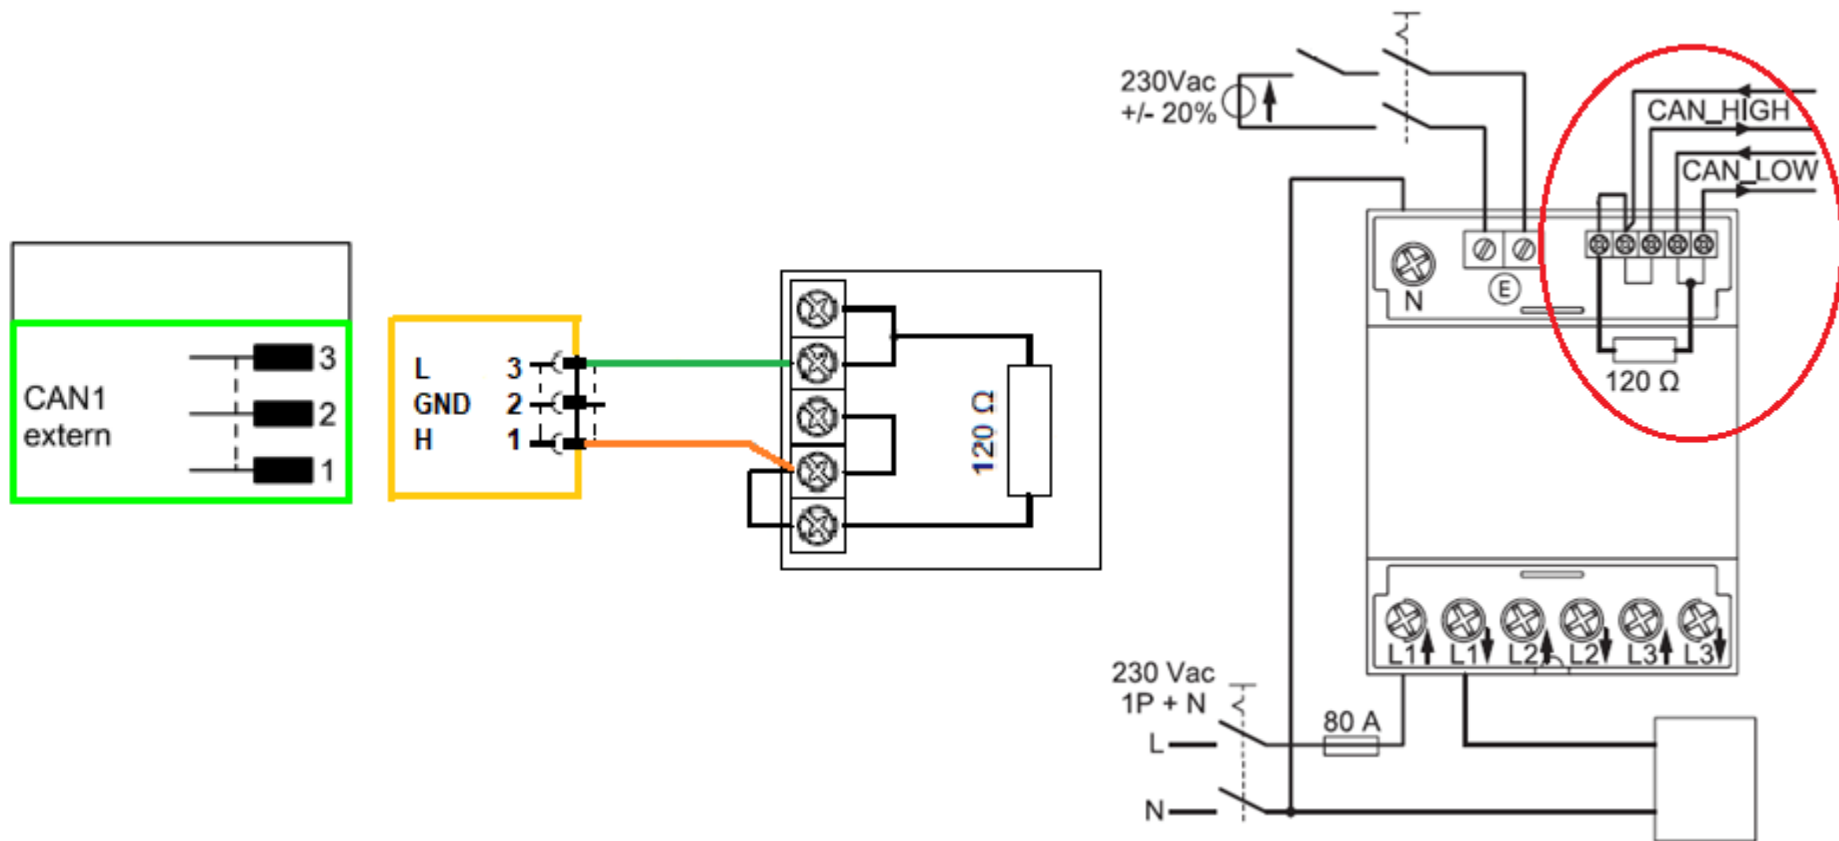 CAN1
extern
3
2
1
L 3
GND 2
H 1
120 Ω
230Vac
+/- 20%
CAN_HIGH
CAN_LOW
N
E
120 Ω
L1 L1 L2 L2 L3 L3
230 Vac
1P + N
80 A
L
N